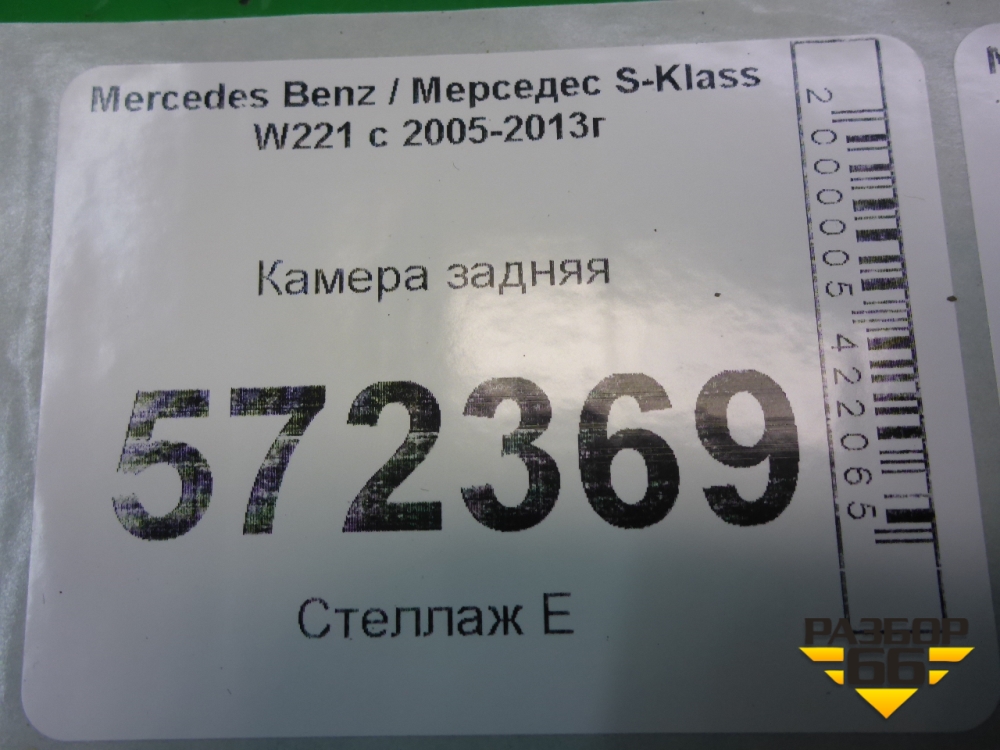 Mercedes Benz / Мерседес S-Klass
W221 с 2005-2013г
Камера задняя
572369
Стеллаж Е
2000005422065
РАЗБОР
66